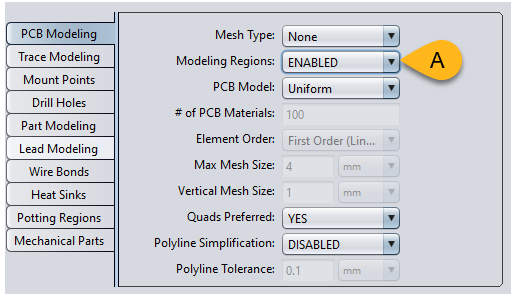 PCB Modeling
Trace Modeling
Mount Points
Drill Holes
Part Modeling
Lead Modeling
Wire Bonds
Heat Sinks
Potting Regions
Mechanical Parts
Mesh Type: None
Modeling Regions: ENABLED A
PCB Model: Uniform
# of PCB Materials: 100
Element Order: First Order (Lin...
Max Mesh Size: 4 mm
Vertical Mesh Size: 1 mm
Quads Preferred: YES
Polyline Simplification: DISABLED
Polyline Tolerance: 0.1 mm